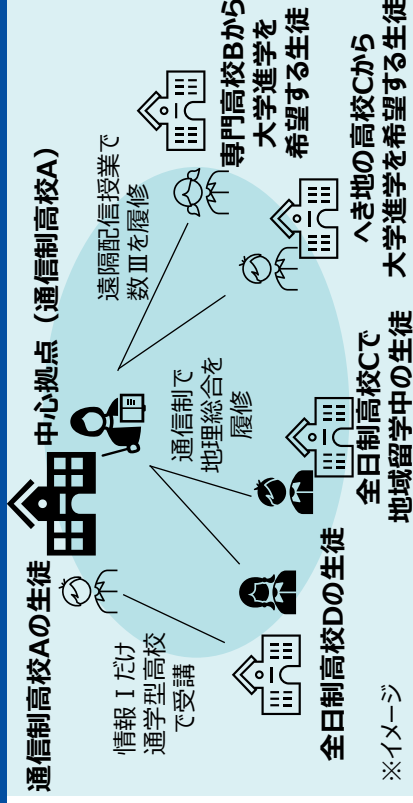 通信制高校Aの生徒
中心拠点（通信制高校A）
情報Ⅰだけ
通学型高校
で受講
遠隔配信授業で
数Ⅲを履修
通信制で
地理総合を
履修
専門高校Bから
大学進学を
希望する生徒
へき地の高校Cから
大学進学を希望する生徒
全日制高校Dの生徒
全日制高校Cで
地域留学中の生徒
※イメージ